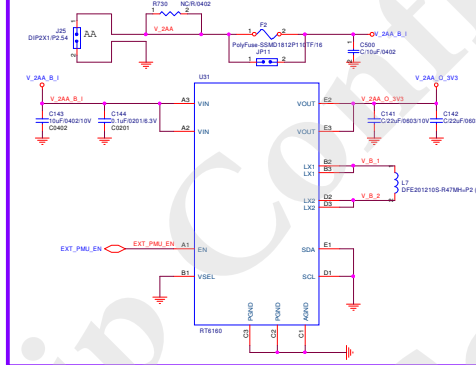 R730 NC/R/0402
1 2
J25
DIP2X1/P2.54
AA
V_2AA
F2
1 2
PolyFuse-SSMD1812P110TF/16
JP11
V_2AA_B_I
C500
C/10uF/0402
V_2AA_B_I
V_2AA_B_I
C143
10uF/0402/10V
C0402
C144
0.1uF/0201/6.3V
C0201
U31
A3 VIN
A2 VIN
VOUT E2
VOUT E3
V_2AA_O_3V3
V_2AA_O_3V3
C141
C/22uF/0603/10V
C142
C/22uF/060
LX1 B2
LX1 B3
V_B_1
LX2 D2
LX2 D3
V_B_2
L7
DFE201210S-R47MH=P2
EXT_PMU_EN
EXT_PMU_EN
A1 EN
B1 VSEL
SDA E1
SCL D1
PGND
PGND
AGND
C3
C2
C1
RT6160